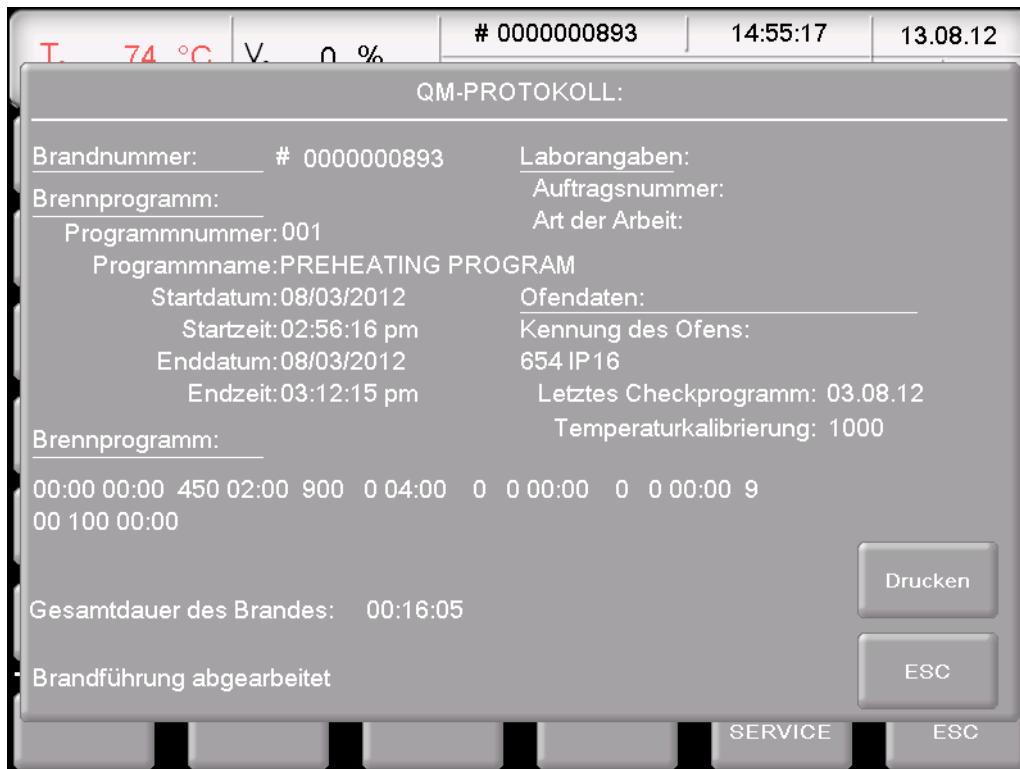 # 0000000893 14:55:17 13.08.12
T. 74 °C V. 0 %
QM-PROTOKOLL:
Brandnummer: # 0000000893
Brennprogramm:
Programmnummer: 001
Programmname: PREHEATING PROGRAM
Startdatum: 08/03/2012
Startzeit: 02:56:16 pm
Enddatum: 08/03/2012
Endzeit: 03:12:15 pm
Laborangaben:
Auftragsnummer:
Art der Arbeit:
Ofendaten:
Kennung des Ofens:
654 IP16
Letztes Checkprogramm: 03.08.12
Temperaturkalibrierung: 1000
Brennprogramm:
00:00 00:00 450 02:00 900 0 04:00 0 0 00:00 0 0 00:00 9
00 100 00:00
Gesamtdauer des Brandes: 00:16:05
Brandführung abgearbeitet
Drucken
ESC
SERVICE ESC